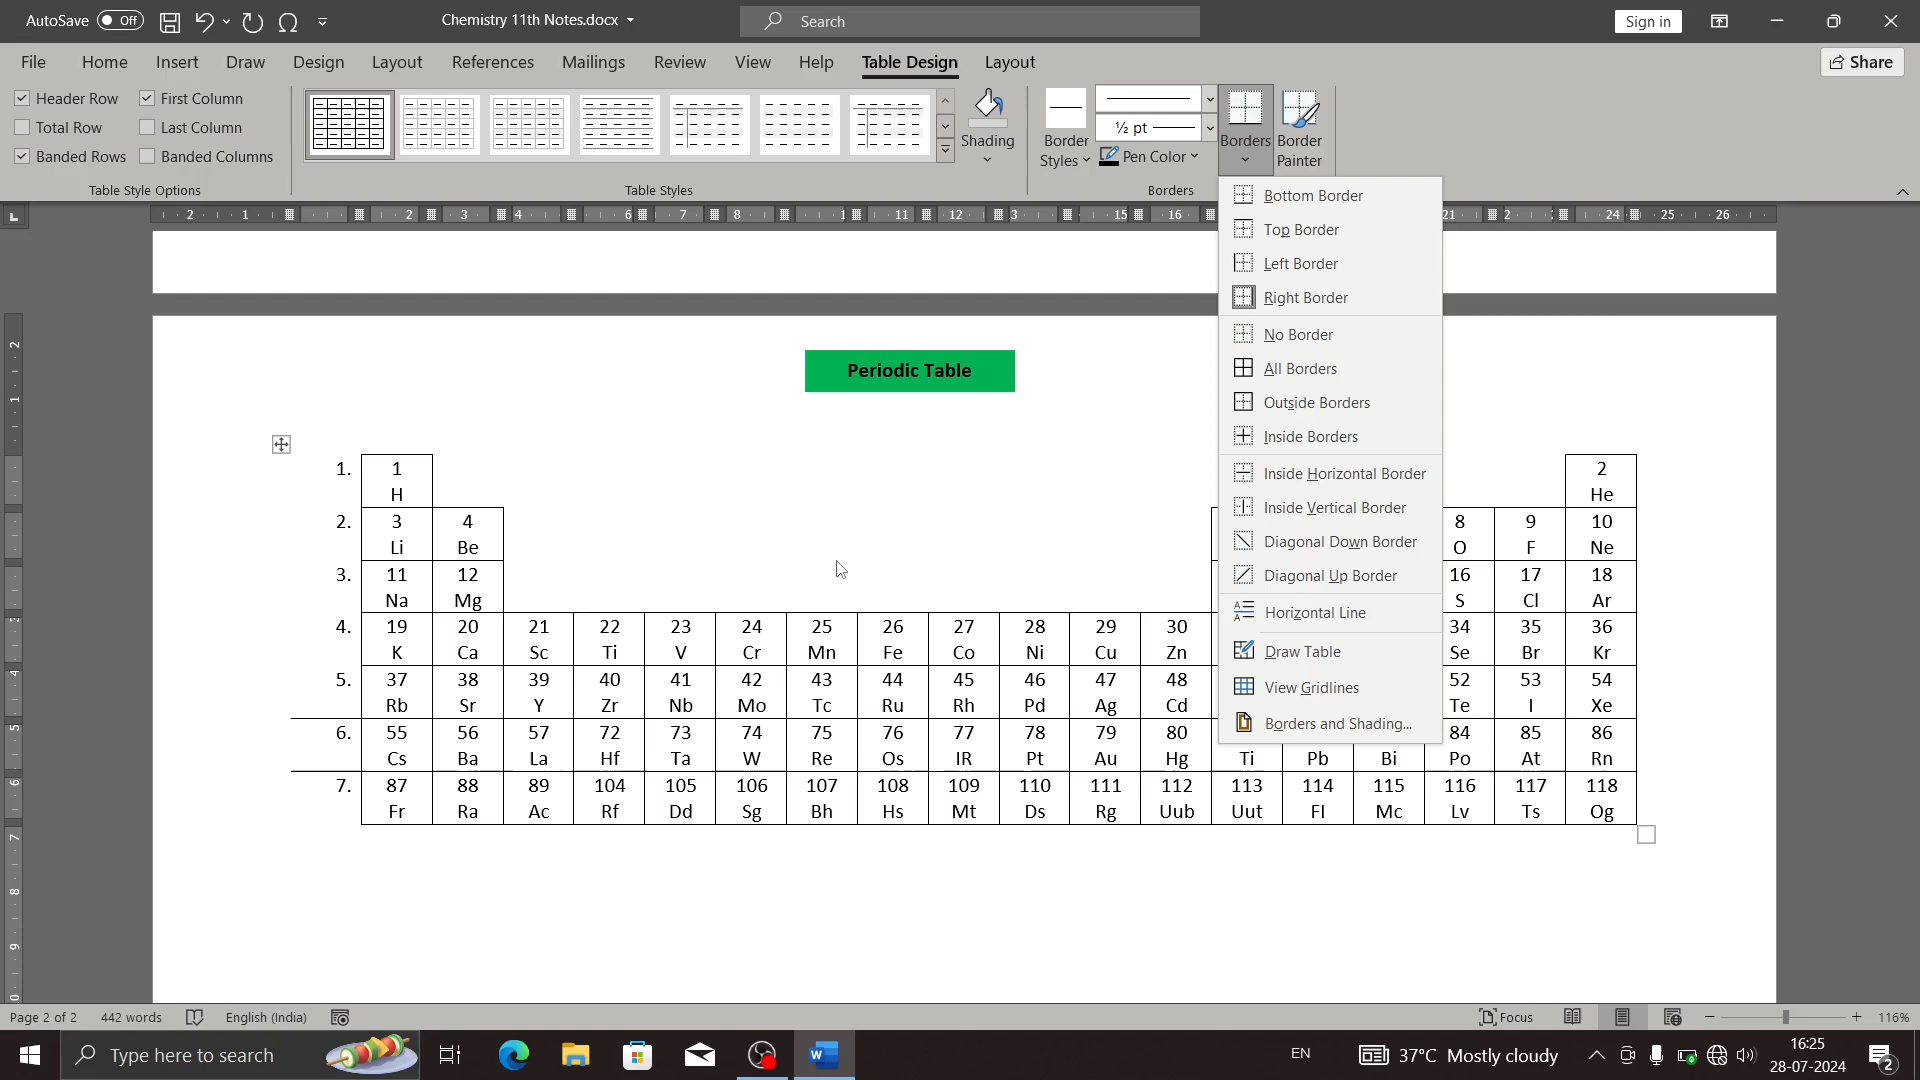 AutoSave Off
Chemistry 11th Notes.docx
Search
Sign in
File Home Insert Draw Design Layout References Mailings Review View Help Table Design Layout
Share
Header Row First Column
Total Row Last Column
Banded Rows Banded Columns
Table Style Options
Table Styles
Shading
Border Styles
½ pt
Pen Color
Borders
Border Painter
Borders
Bottom Border
Top Border
Left Border
Right Border
No Border
All Borders
Outside Borders
Inside Borders
Inside Horizontal Border
Inside Vertical Border
Diagonal Down Border
Diagonal Up Border
Horizontal Line
Draw Table
View Gridlines
Borders and Shading...
Periodic Table
1. 1 2
H He
2. 3 4 8 9 10
Li Be O F Ne
3. 11 12 16 17 18
Na Mg S Cl Ar
4. 19 20 21 22 23 24 25 26 27 28 29 30 34 35 36
K Ca Sc Ti V Cr Mn Fe Co Ni Cu Zn Se Br Kr
5. 37 38 39 40 41 42 43 44 45 46 47 48 52 53 54
Rb Sr Y Zr Nb Mo Tc Ru Rh Pd Ag Cd Te I Xe
6. 55 56 57 72 73 74 75 76 77 78 79 80 84 85 86
Cs Ba La Hf Ta W Re Os IR Pt Au Hg Ti Pb Bi Po At Rn
7. 87 88 89 104 105 106 107 108 109 110 111 112 113 114 115 116 117 118
Fr Ra Ac Rf Dd Sg Bh Hs Mt Ds Rg Uub Uut FI Mc Lv Ts Og
Page 2 of 2 442 words English (India) Focus 116%
Type here to search
EN
37°C Mostly cloudy
16:25
28-07-2024
2